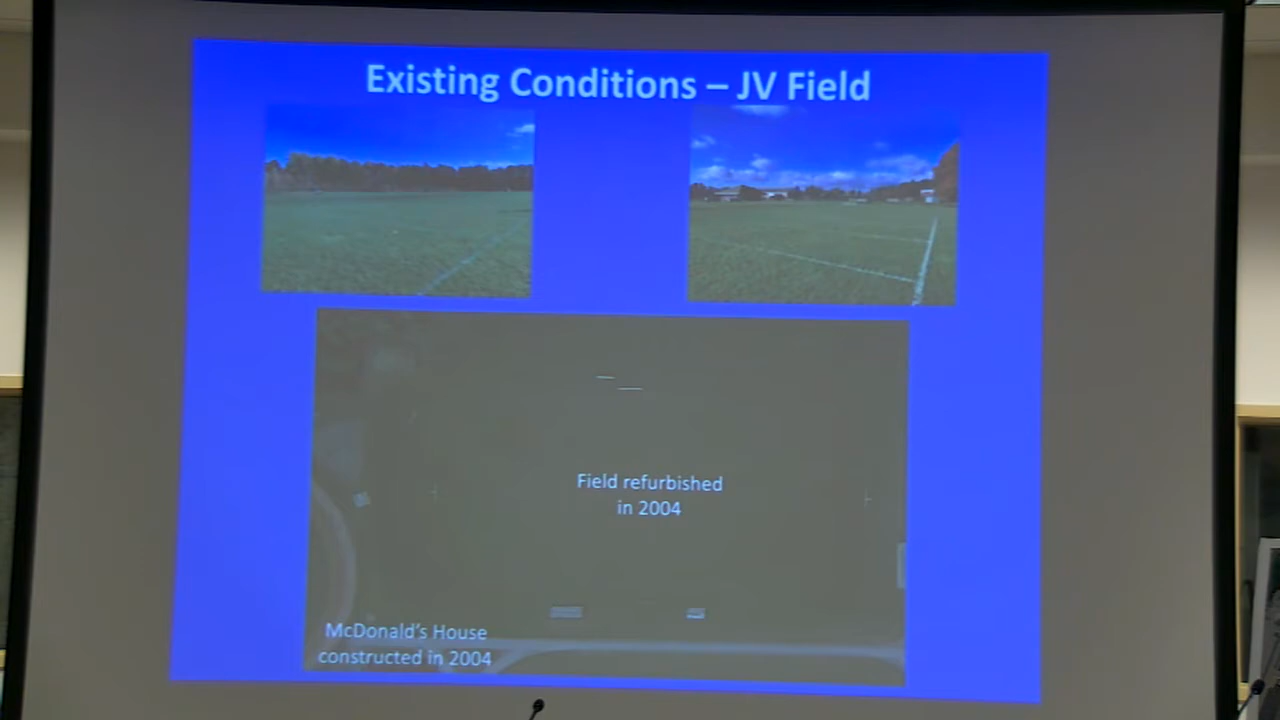 Existing Conditions – JV Field
Field refurbished
in 2004
McDonald's House
constructed in 2004